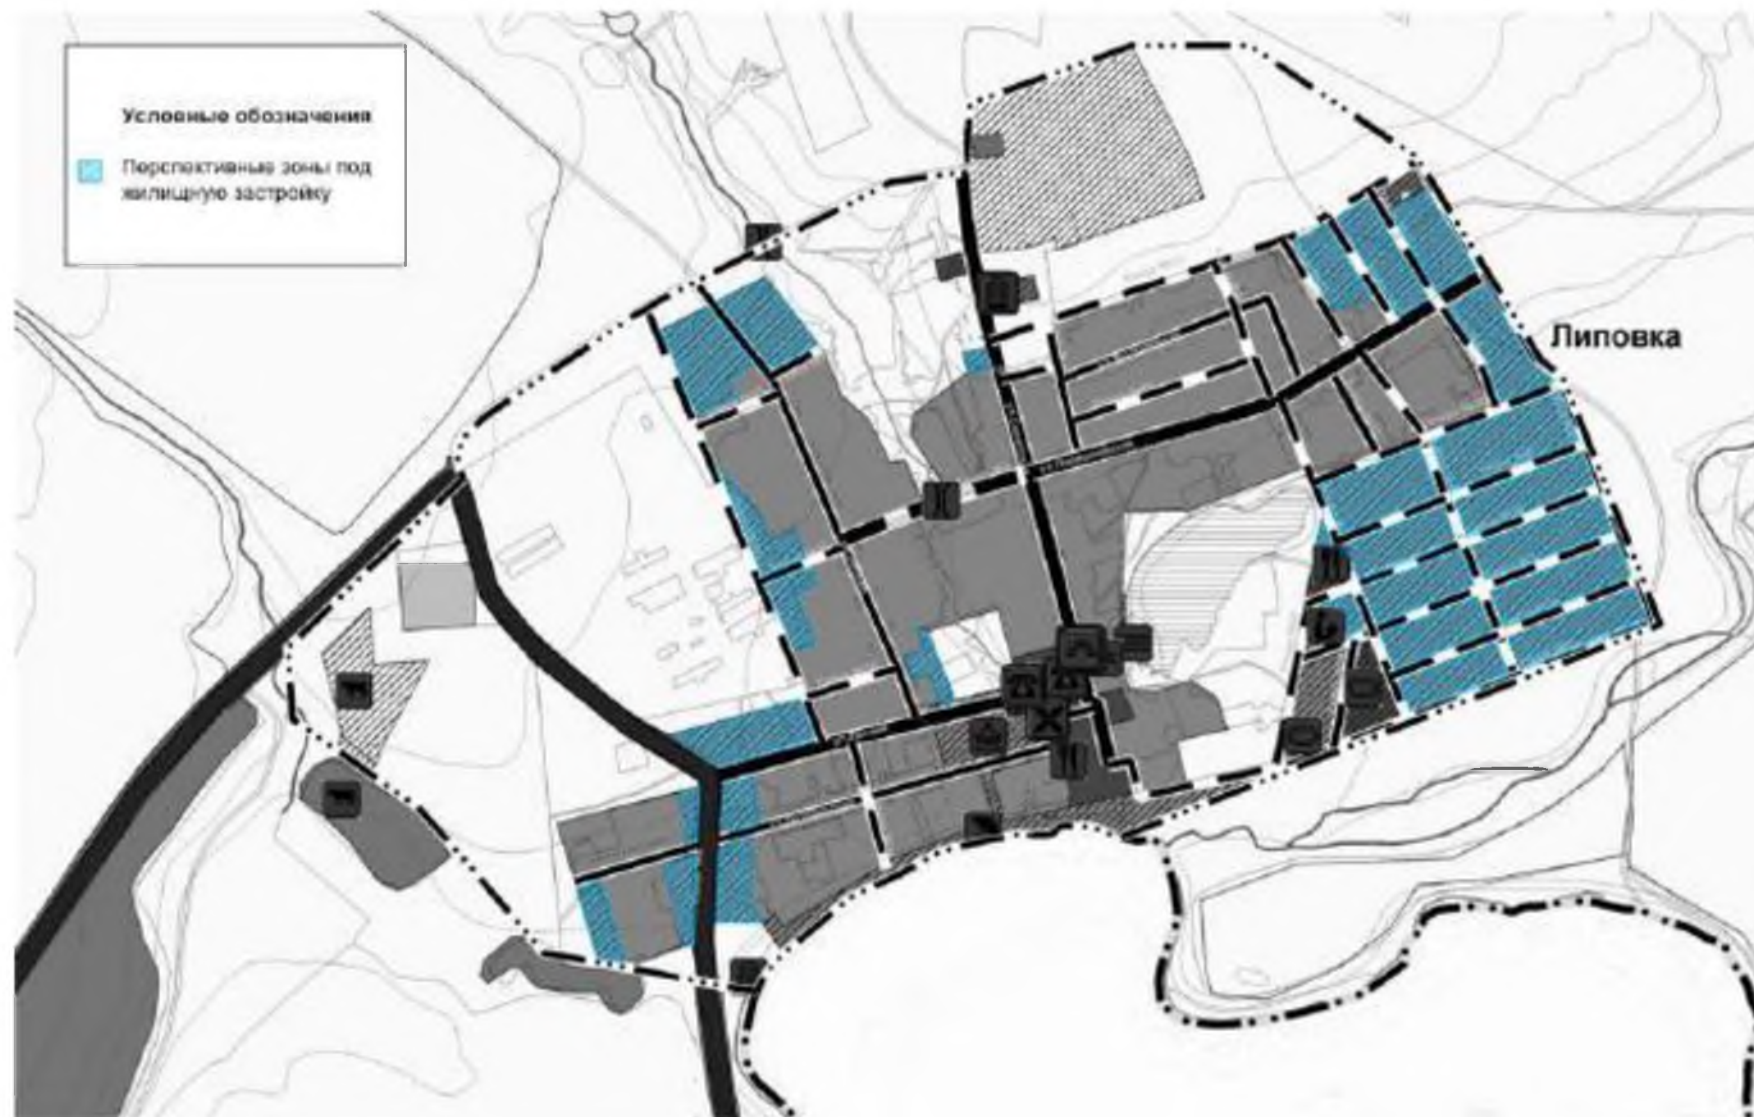 Условные обозначения
Перспективные зоны под
жилищную застройку
Липовка